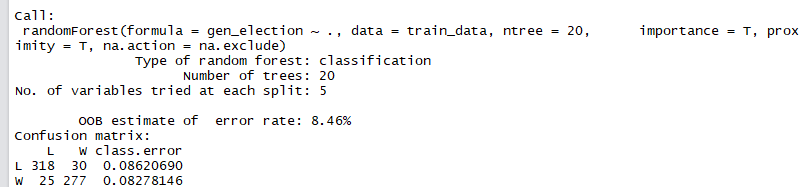 Call:
 randomForest(formula = gen_election ~ ., data = train_data, ntree = 20,      importance = T, prox
imity = T, na.action = na.exclude)
               Type of random forest: classification
                     Number of trees: 20
No. of variables tried at each split: 5

        OOB estimate of  error rate: 8.46%
Confusion matrix:
    L   W class.error
L 318  30  0.08620690
W  25 277  0.08278146